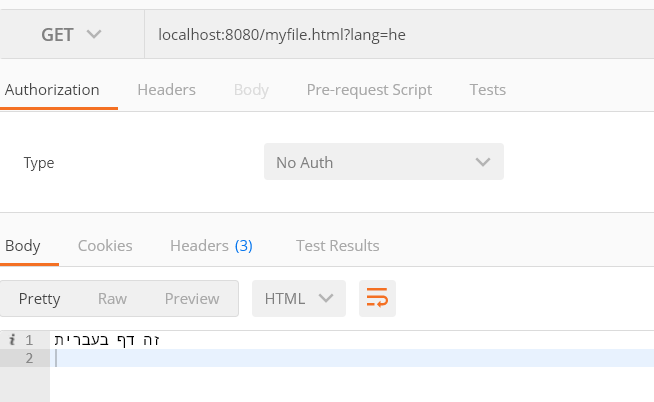 GET
localhost:8080/myfile.html?lang=he
Authorization Headers Body Pre-request Script Tests
Type No Auth
Body Cookies Headers (3) Test Results
Pretty Raw Preview HTML
i 1 זה דף בעברית
2